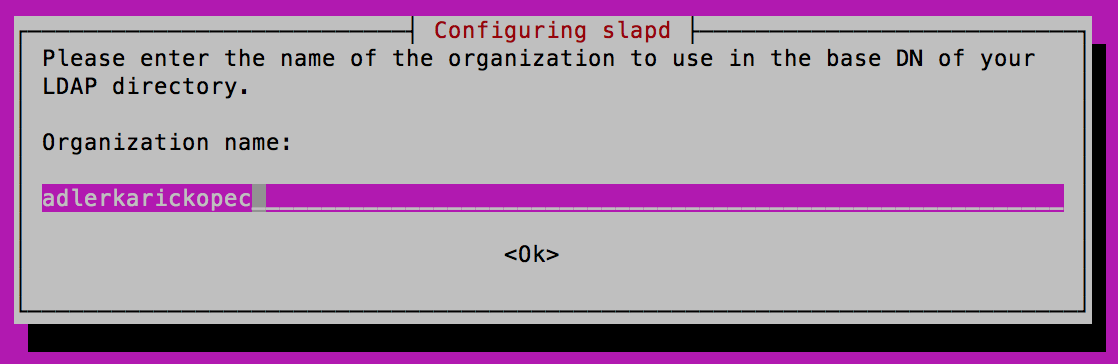 Configuring slapd
Please enter the name of the organization to use in the base DN of your
LDAP directory.
Organization name:
adlerkarickopec
<Ok>